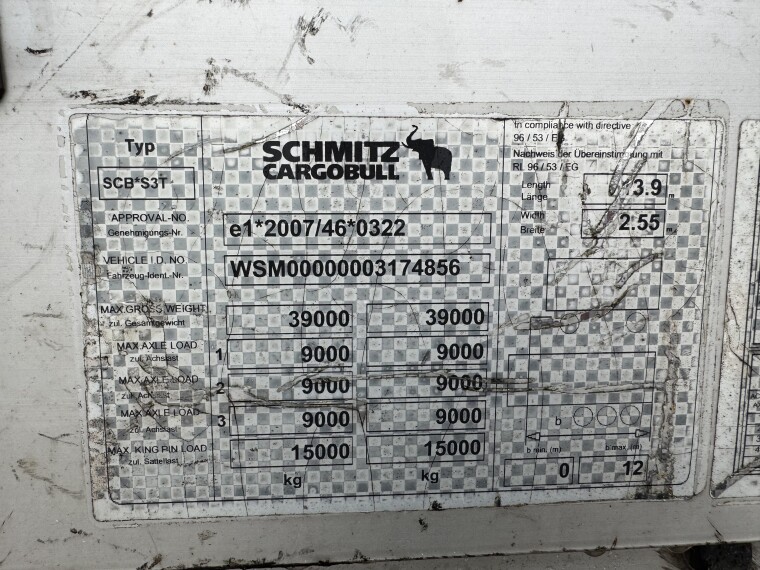 Typ
SCB*S3T
SCHMITZ
CARGOBULL
In compliance with directive
96 / 53 / EG
Nachweis der Übereinstimmung mit
RL 96 / 53 / EG
Length
Länge
3.9 m
Width
Breite
2.55 m
APPROVAL-NO.
Genehmigungs-Nr.
e1*2007/46*0322
VEHICLE I.D. NO.
Fahrzeug-Ident.-Nr.
WSM00000003174856
MAX.GROSS WEIGHT
zul. Gesamtgewicht
39000 39000
MAX.AXLE LOAD
zul. Achslast
1 9000 9000
MAX.AXLE LOAD
zul. Achslast
2 9000 9000
MAX.AXLE LOAD
zul. Achslast
3 9000 9000
MAX. KING PIN LOAD
zul. Sattellast
15000 15000
kg kg
b
b min. (m) b max. (m)
0 12